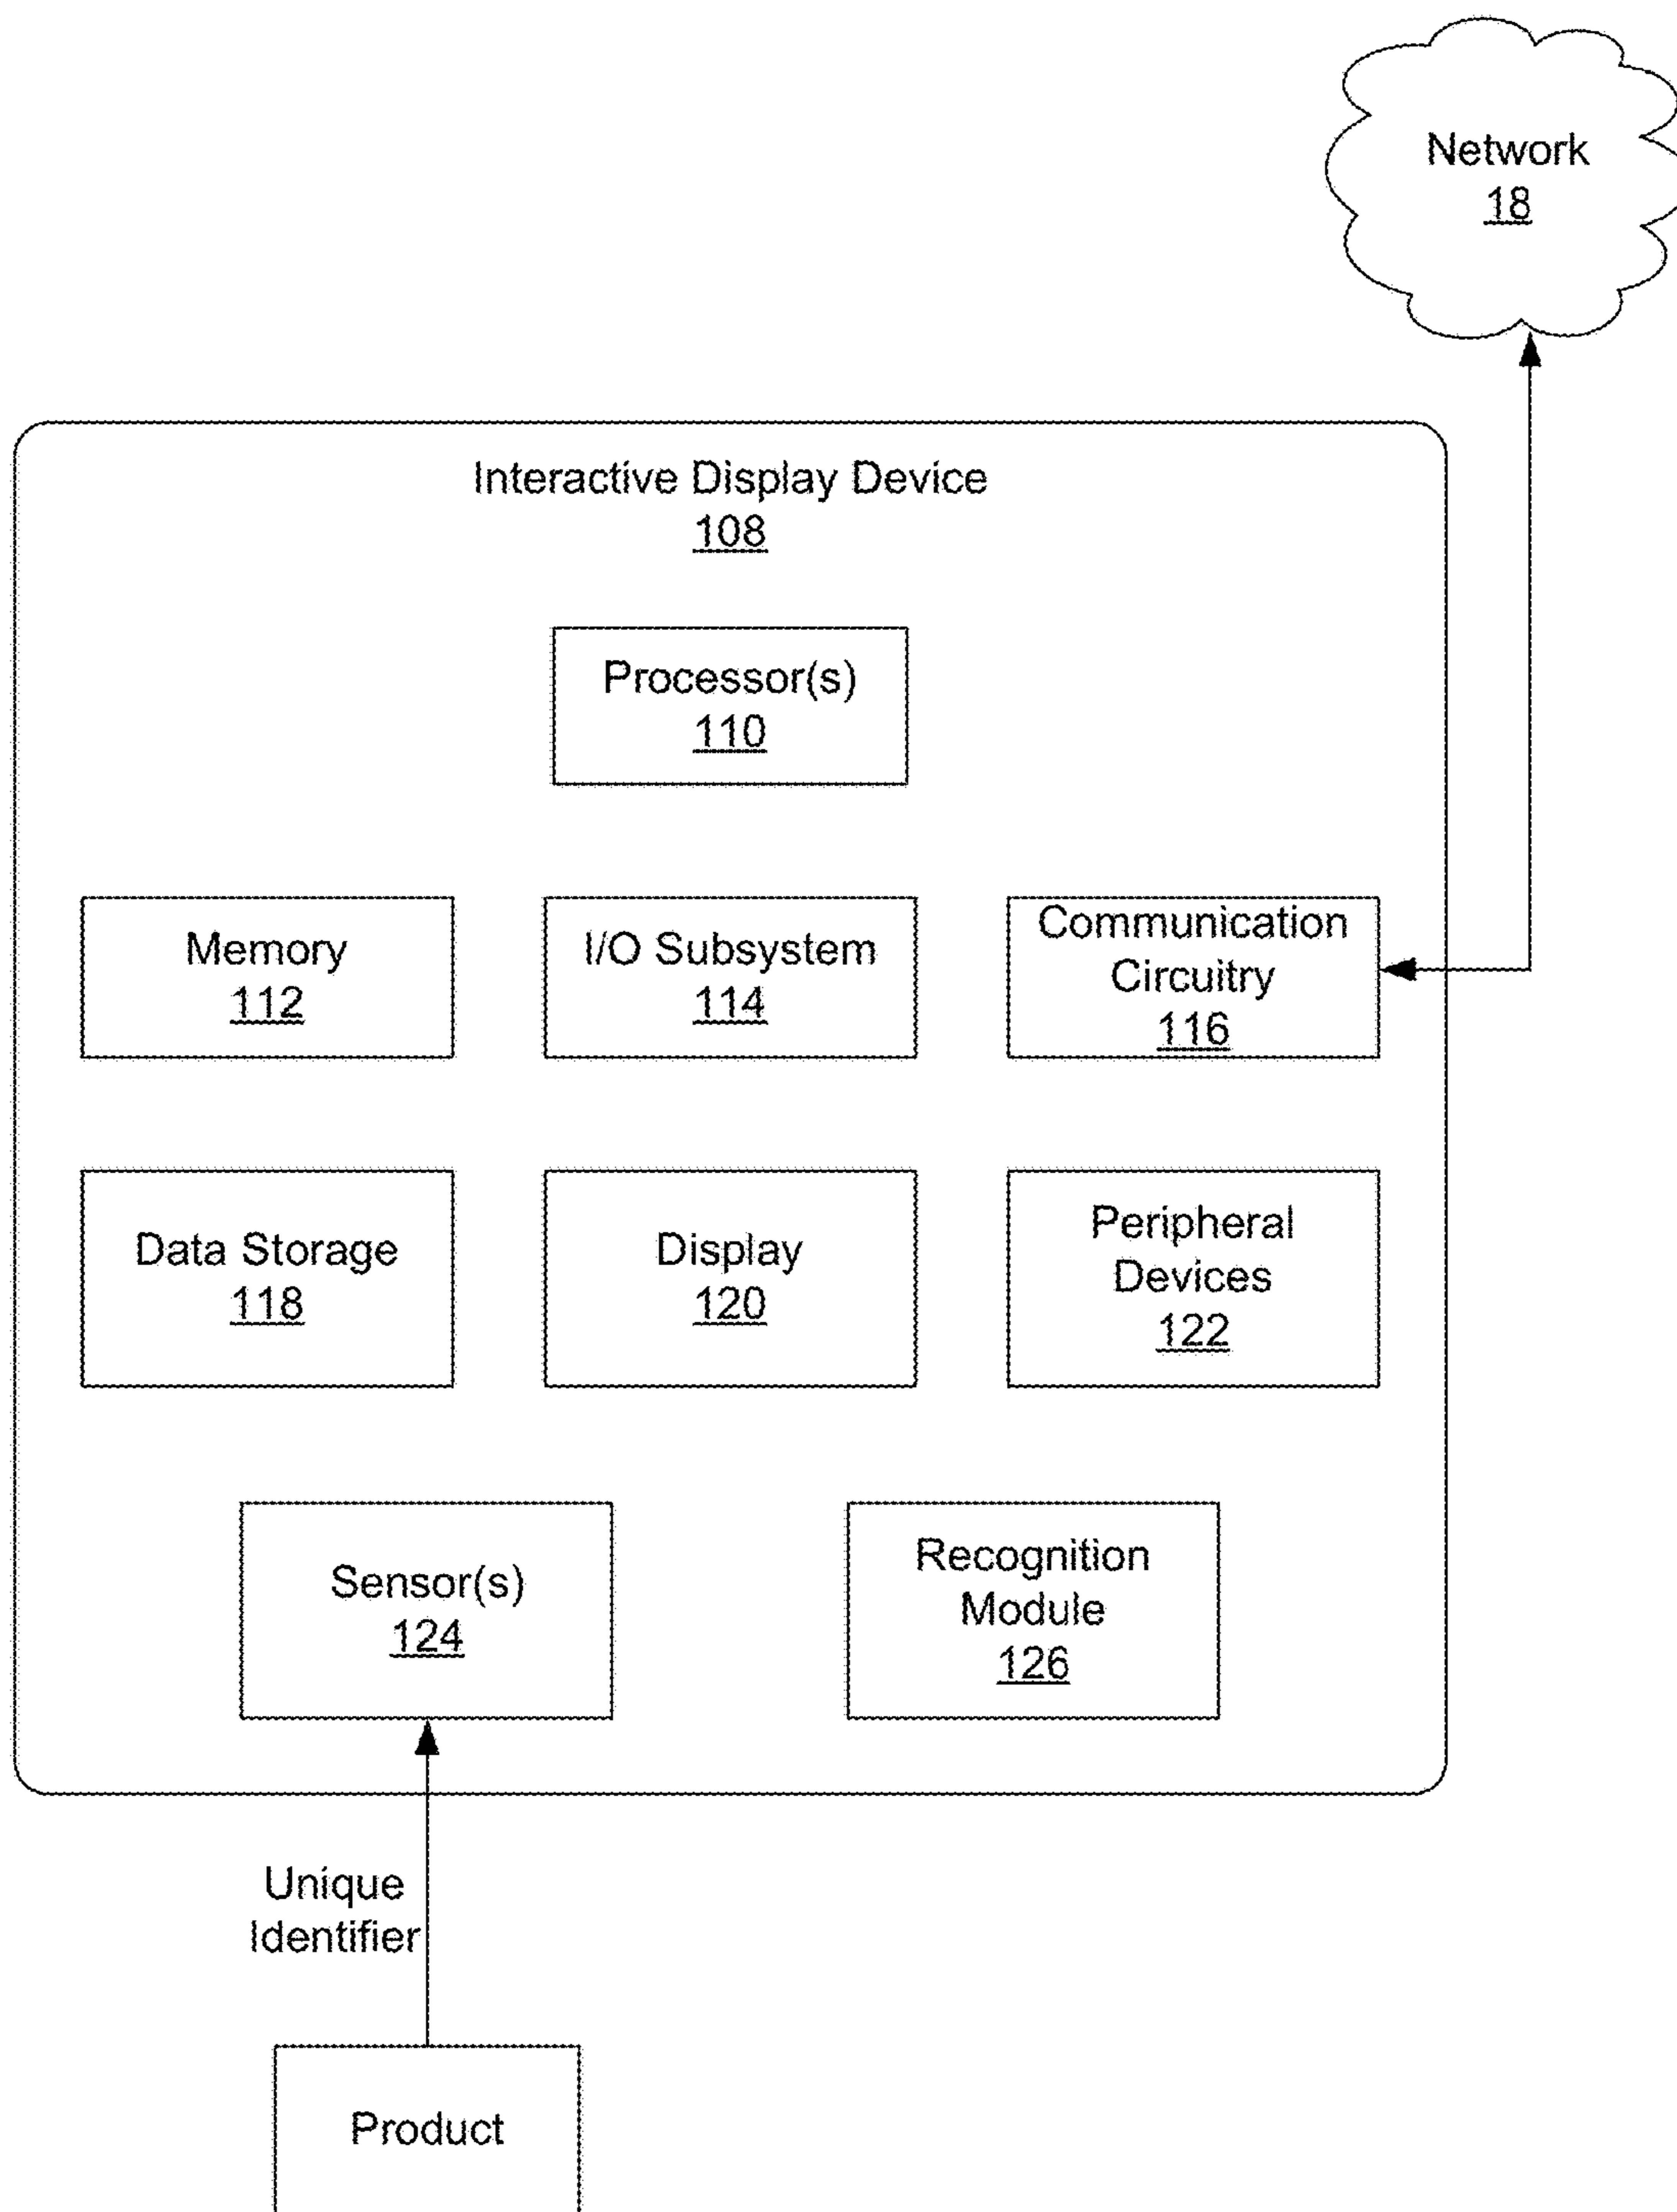 Network
18
Interactive Display Device
108
Processor(s)
110
Memory
112
I/O Subsystem
114
Communication
Circuitry
116
Data Storage
118
Display
120
Peripheral
Devices
122
Sensor(s)
124
Recognition
Module
126
Unique
Identifier
Product